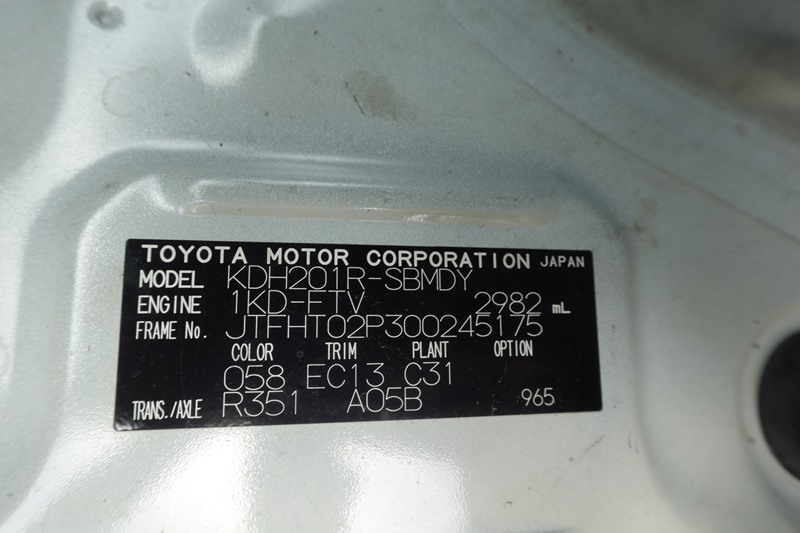 TOYOTA MOTOR CORPORATION JAPAN
MODEL KDH201R-SBMDY
ENGINE 1KD-FTV 2982 mL
FRAME No. JTFHT02P300245175
COLOR TRIM PLANT OPTION
058 EC13 C31
TRANS./AXLE R351 A05B 965